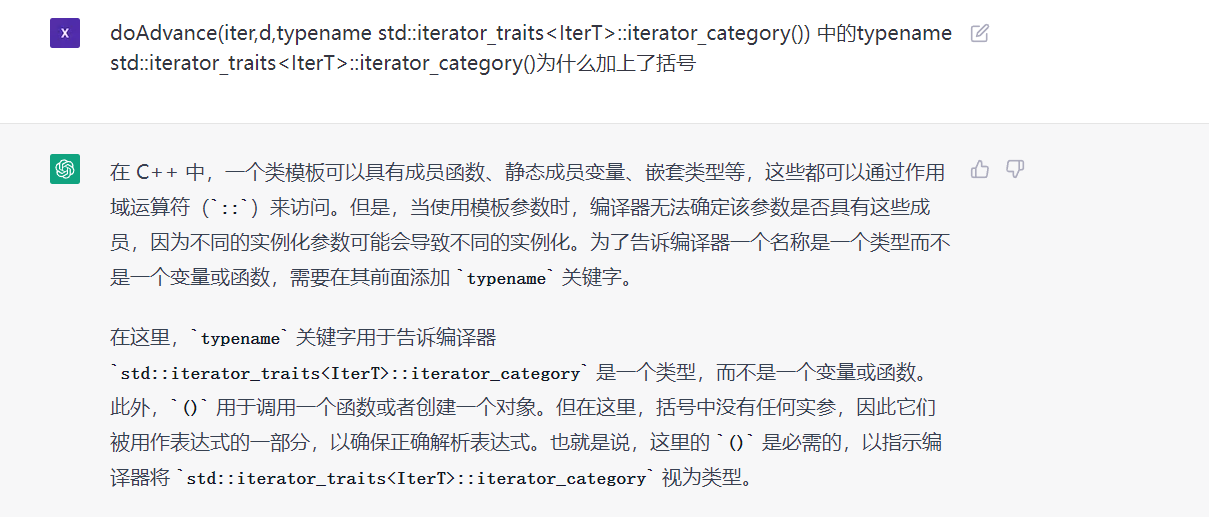 X
doAdvance(iter,d,typename std::iterator_traits<IterT>::iterator_category()) 中的typename
std::iterator_traits<IterT>::iterator_category()为什么加上了括号
在 C++ 中，一个类模板可以具有成员函数、静态成员变量、嵌套类型等，这些都可以通过作用
域运算符（`::`）来访问。但是，当使用模板参数时，编译器无法确定该参数是否具有这些成
员，因为不同的实例化参数可能会导致不同的实例化。为了告诉编译器一个名称是一个类型而不
是一个变量或函数，需要在其前面添加 `typename` 关键字。
在这里，`typename` 关键字用于告诉编译器
`std::iterator_traits<IterT>::iterator_category` 是一个类型，而不是一个变量或函数。
此外，`()` 用于调用一个函数或者创建一个对象。但在这里，括号中没有任何实参，因此它们
被用作表达式的一部分，以确保正确解析表达式。也就是说，这里的 `()` 是必需的，以指示编
译器将 `std::iterator_traits<IterT>::iterator_category` 视为类型。